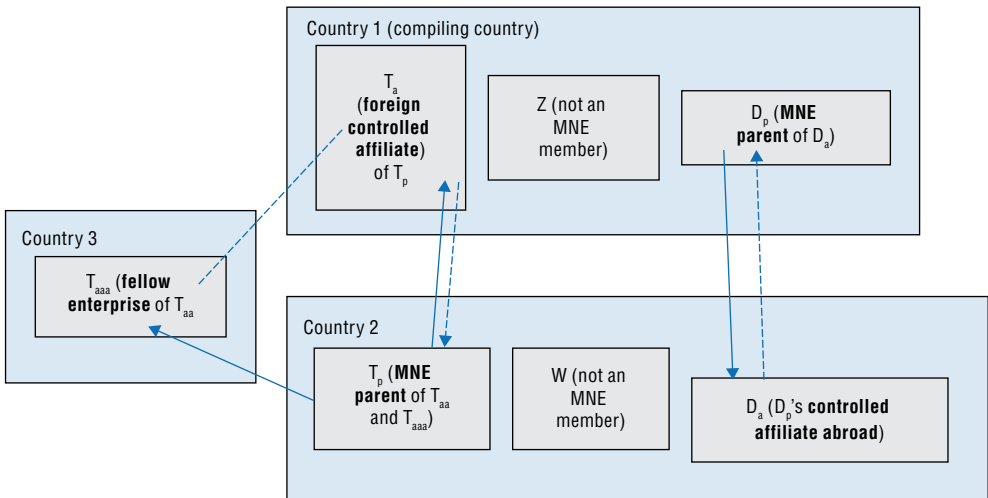 Country 1 (compiling country)
Tₐ
(foreign
controlled
affiliate)
of Tₚ
Z (not an
MNE
member)
Dₚ (MNE
parent of Dₐ)
Country 3
Tₐₐₐ (fellow
enterprise of Tₐₐ
Country 2
Tₚ (MNE
parent of Tₐₐ
and Tₐₐₐ)
W (not an
MNE
member)
Dₐ (Dₚ's controlled
affiliate abroad)